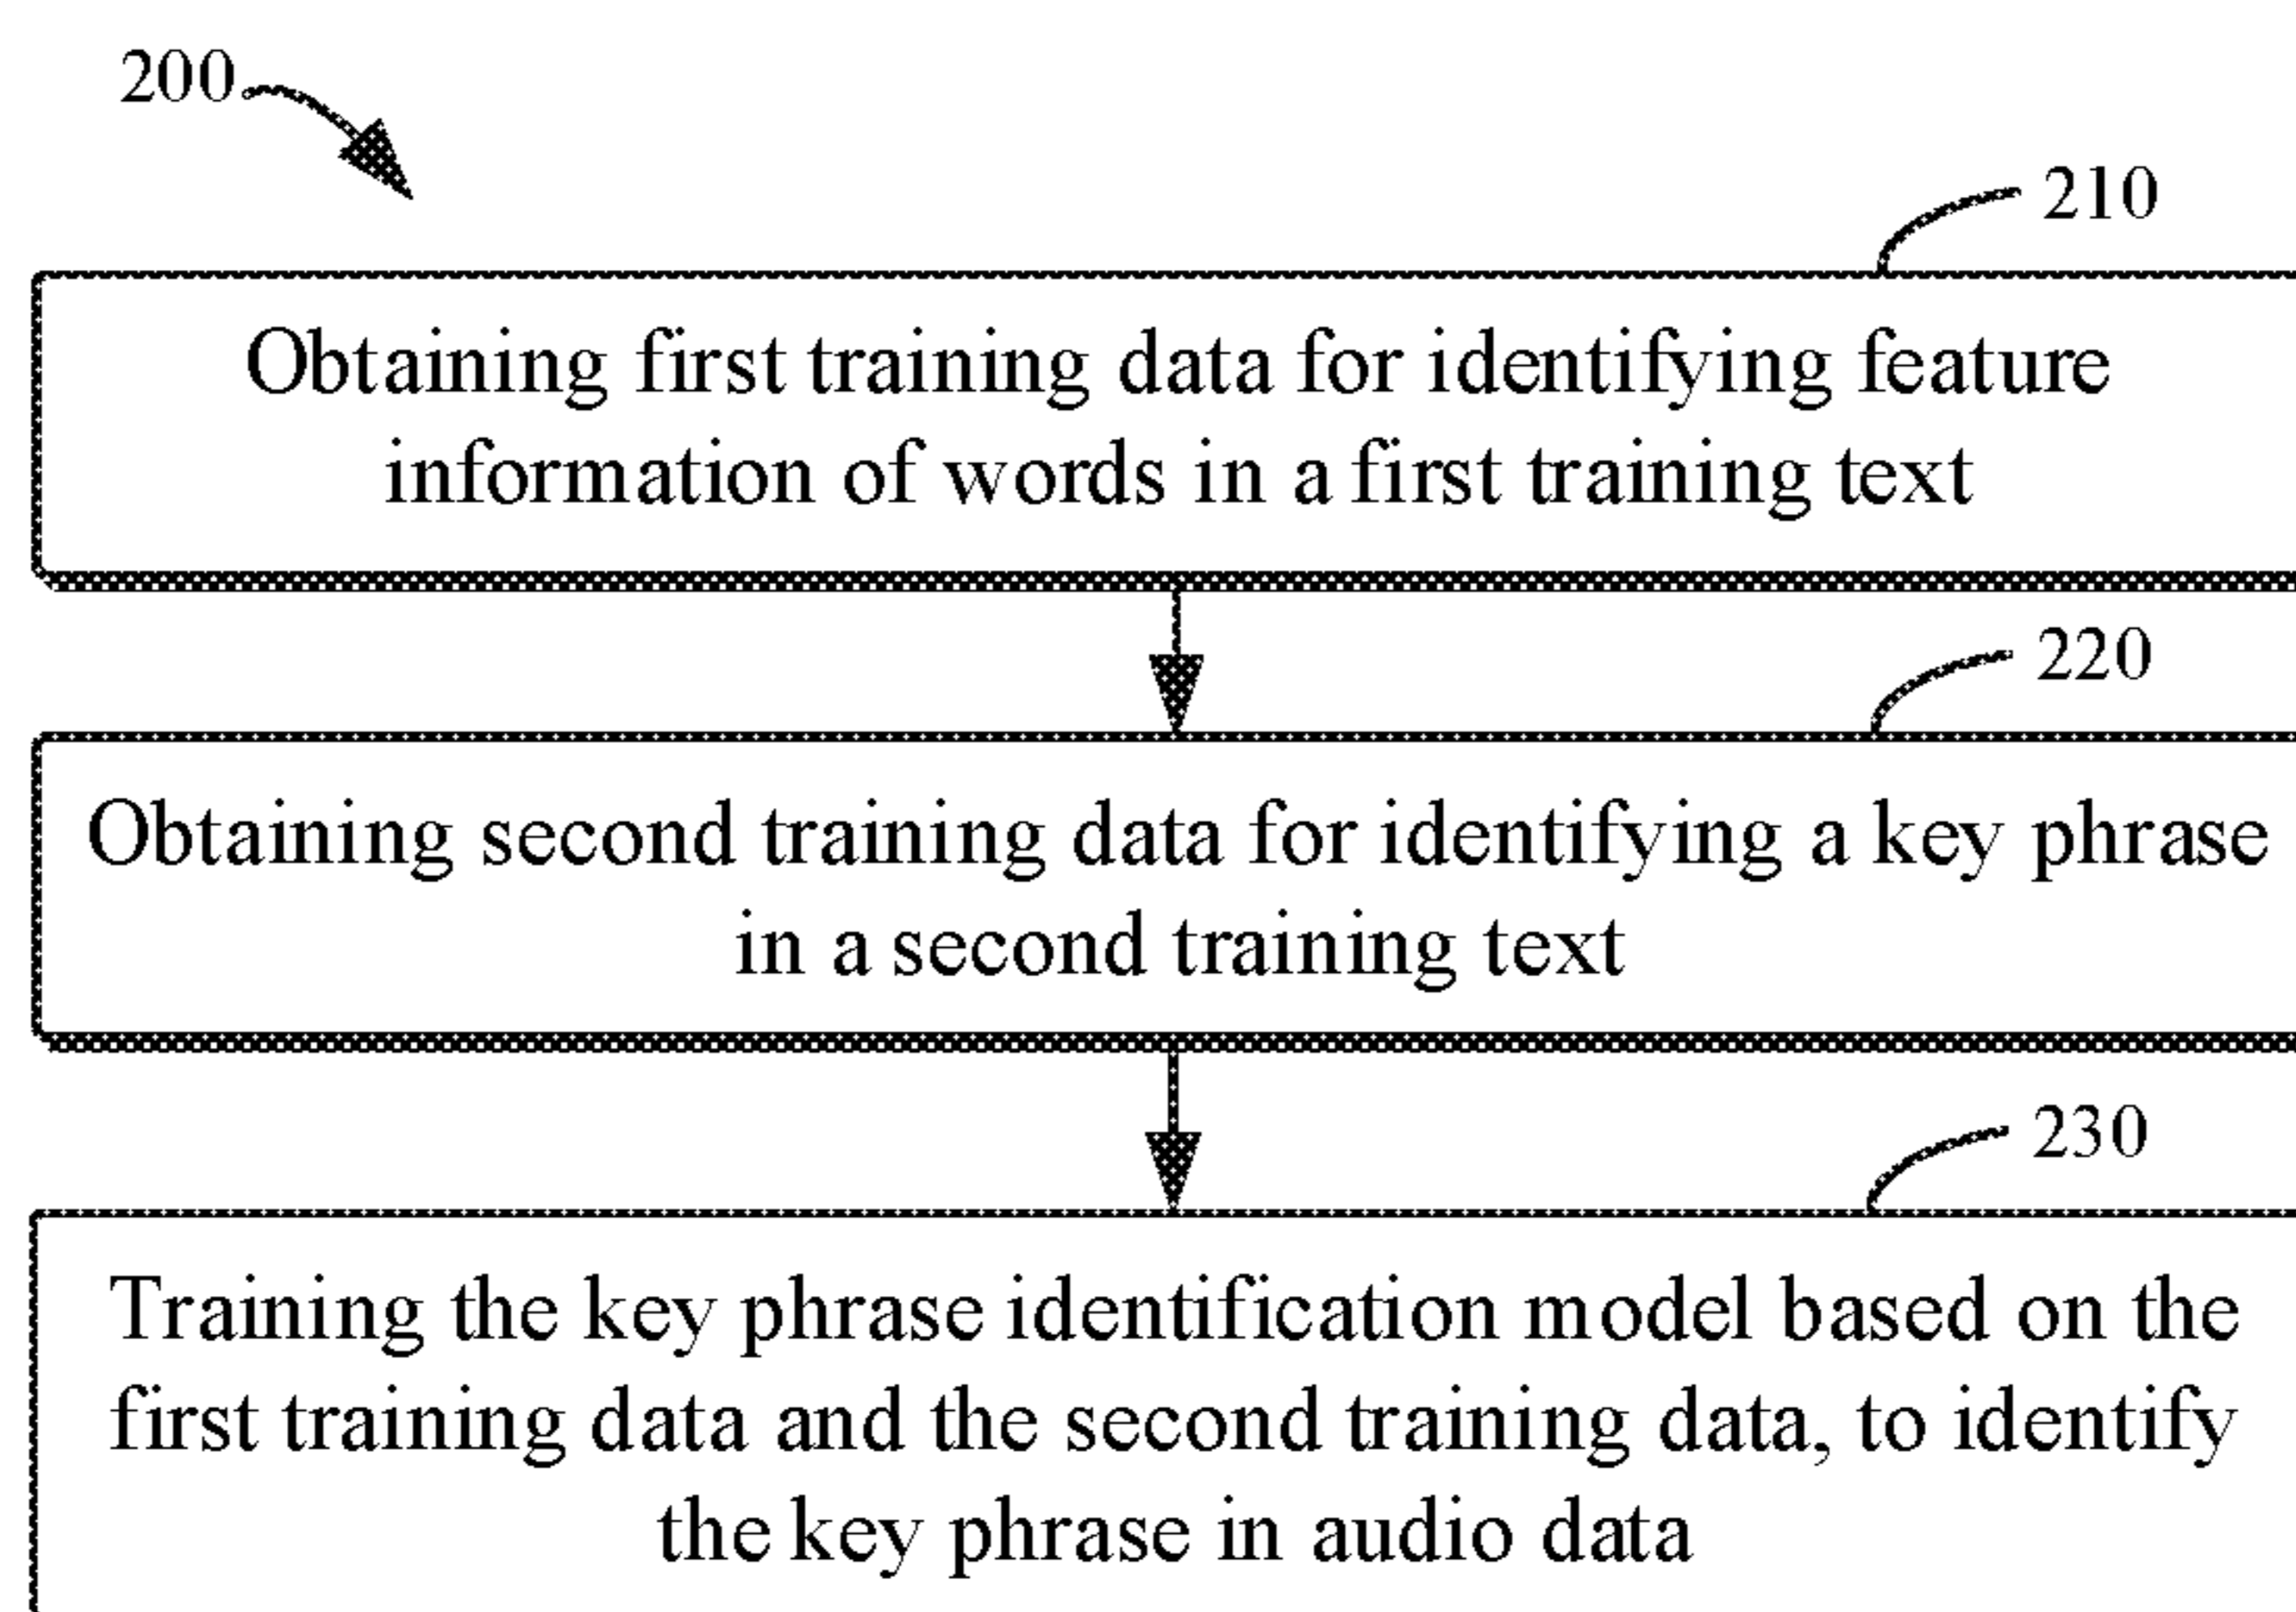 200
210
Obtaining first training data for identifying feature
information of words in a first training text
220
Obtaining second training data for identifying a key phrase
in a second training text
230
Training the key phrase identification model based on the
first training data and the second training data, to identify
the key phrase in audio data